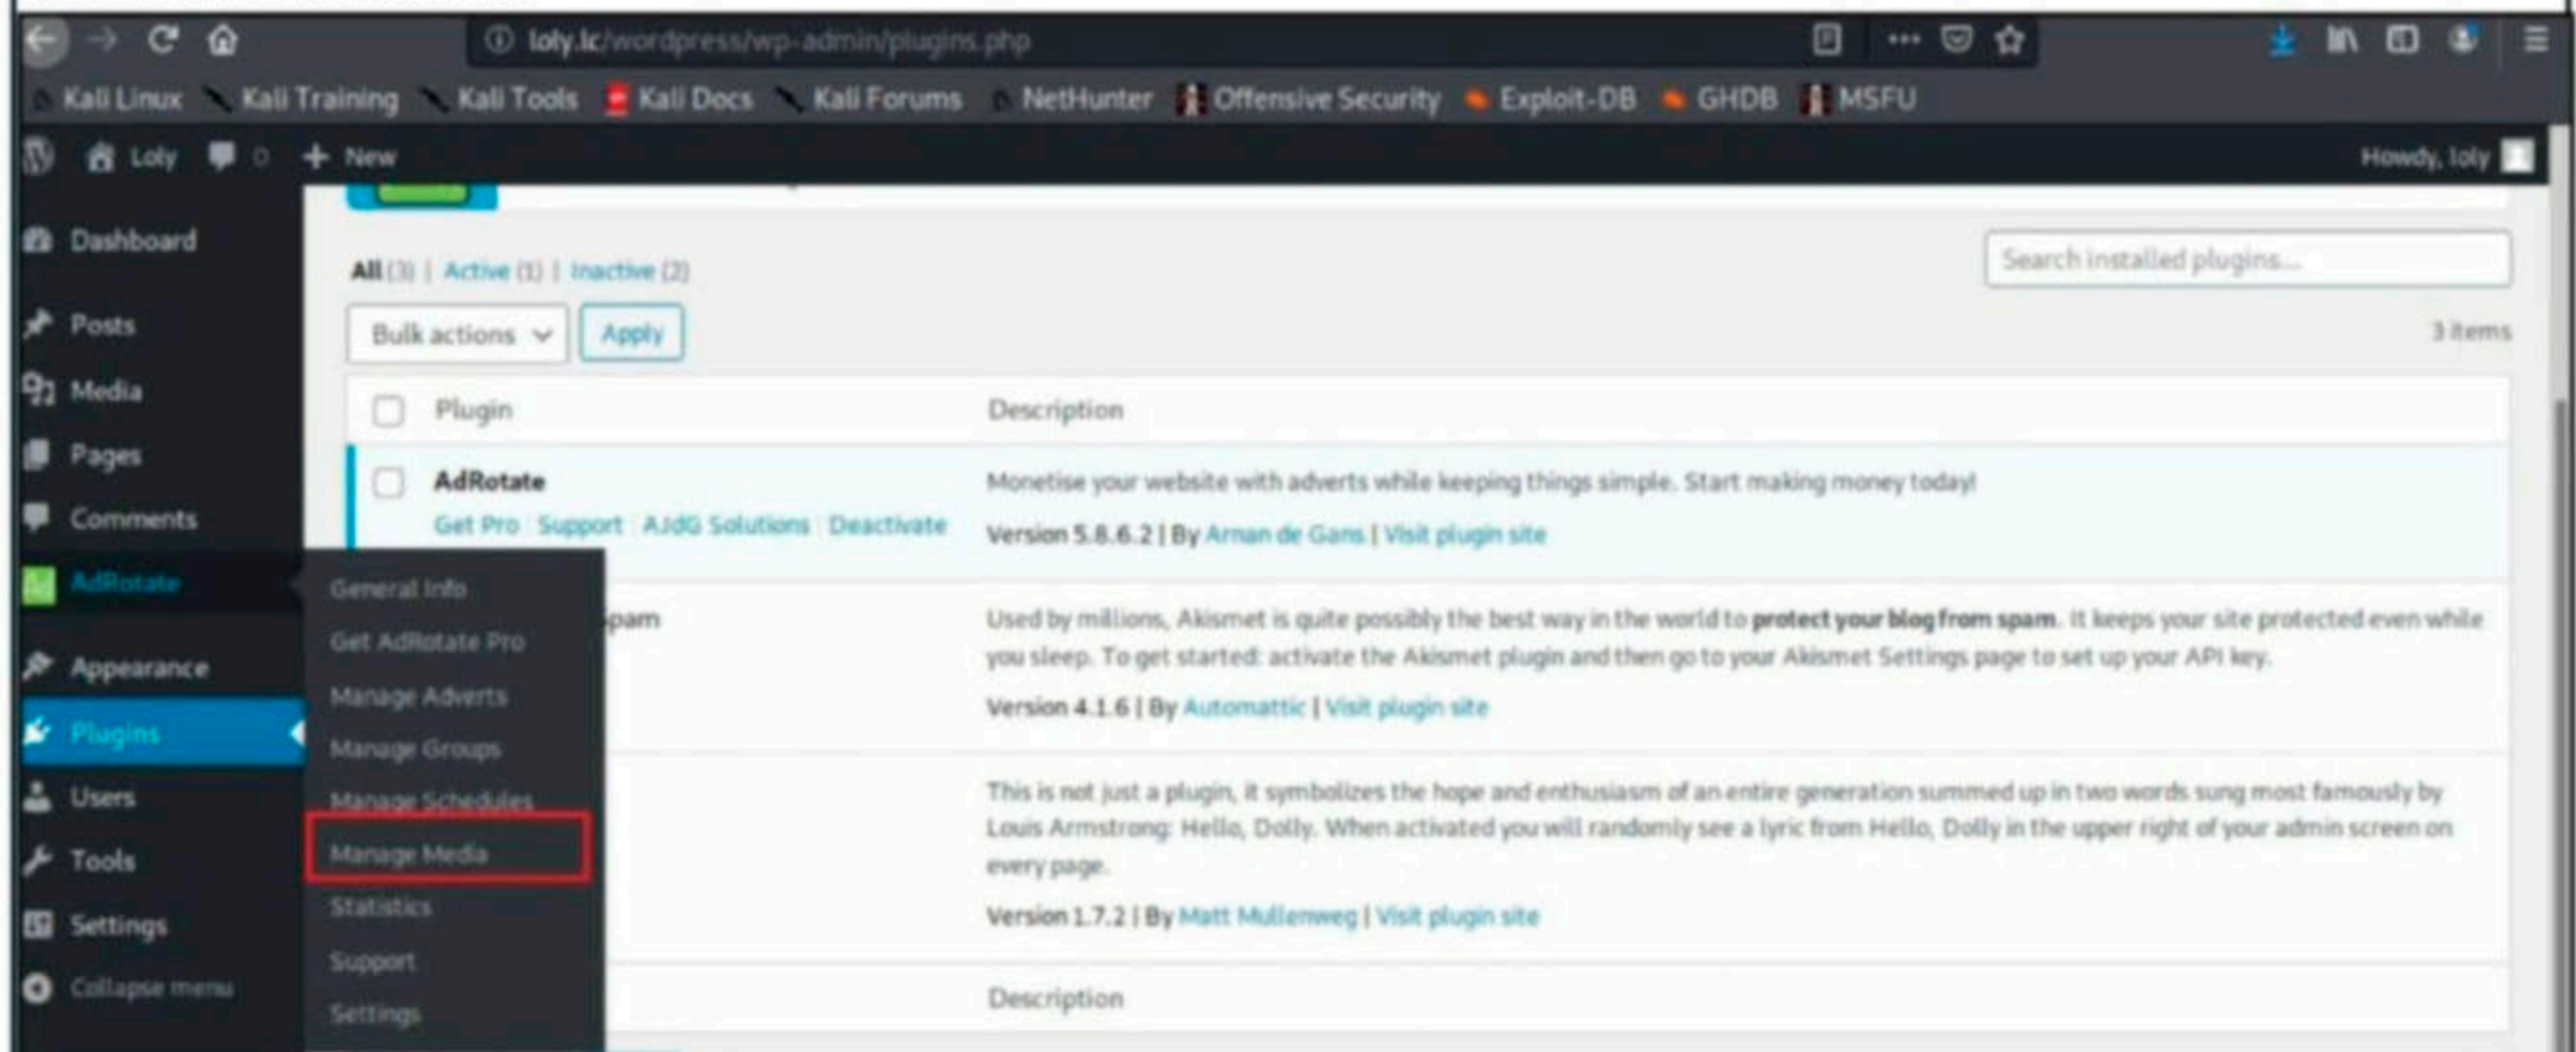 loly.lc/wordpress/wp-admin/plugins.php
Kali Linux Kali Training Kali Tools Kali Docs Kali Forums NetHunter Offensive Security Exploit-DB GHDB MSFU
Loly 0 + New Howdy, loly
Dashboard
Posts
Media
Pages
Comments
AdRotate
Appearance
Plugins
Users
Tools
Settings
Collapse menu
General Info
Get AdRotate Pro
Manage Adverts
Manage Groups
Manage Schedules
Manage Media
Statistics
Support
Settings
All (3) | Active (1) | Inactive (2)
Search installed plugins...
Bulk actions Apply
3 items
Plugin Description
AdRotate
Get Pro | Support | AJdG Solutions | Deactivate
Monetise your website with adverts while keeping things simple. Start making money today!
Version 5.8.6.2 | By Arnan de Gans | Visit plugin site
spam
Used by millions, Akismet is quite possibly the best way in the world to protect your blog from spam. It keeps your site protected even while
you sleep. To get started: activate the Akismet plugin and then go to your Akismet Settings page to set up your API key.
Version 4.1.6 | By Automattic | Visit plugin site
This is not just a plugin, it symbolizes the hope and enthusiasm of an entire generation summed up in two words sung most famously by
Louis Armstrong: Hello, Dolly. When activated you will randomly see a lyric from Hello, Dolly in the upper right of your admin screen on
every page.
Version 1.7.2 | By Matt Mullenweg | Visit plugin site
Description